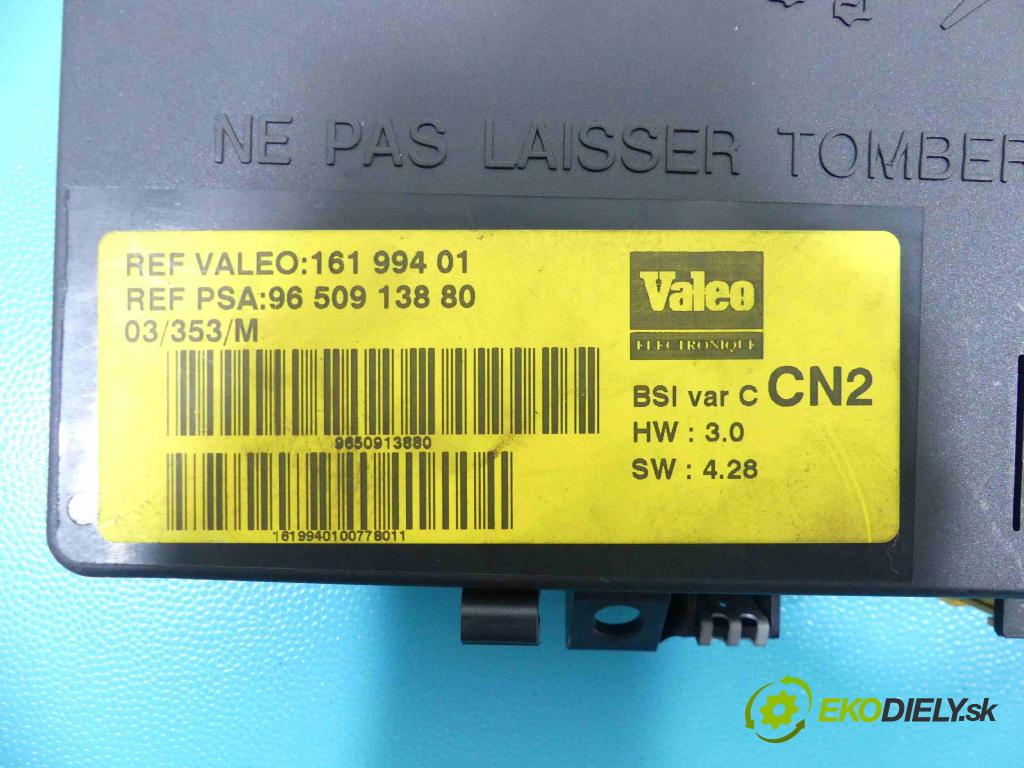 NE PAS LAISSER TOMBER
REF VALEO:161 994 01
REF PSA:96 509 138 80
03/353/M
9650913880
1619940100778011
Valeo
ELECTRONIQUE
BSI var C CN2
HW : 3.0
SW : 4.28
EKODIELY.sk